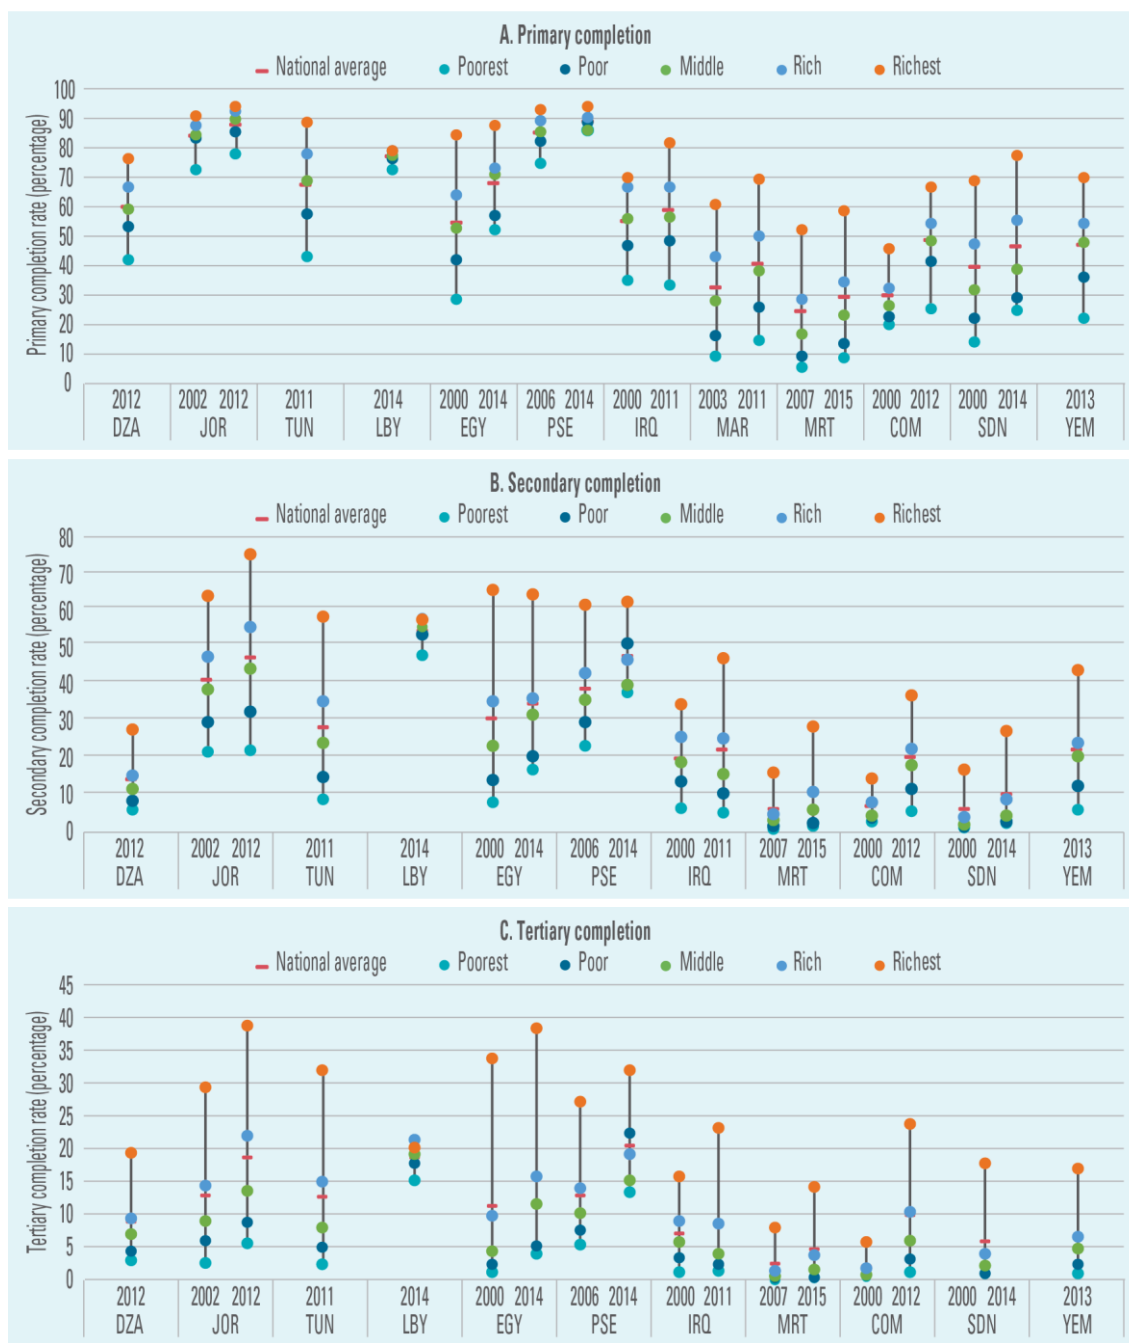 A. Primary completion
National average Poorest Poor Middle Rich Richest
Primary completion rate (percentage)
100
90
80
70
60
50
40
30
20
10
0
2012 2002 2012 2011 2014 2000 2014 2006 2014 2000 2011 2003 2011 2007 2015 2000 2012 2000 2014 2013
DZA JOR TUN LBY EGY PSE IRQ MAR MRT COM SDN YEM
B. Secondary completion
National average Poorest Poor Middle Rich Richest
Secondary completion rate (percentage)
80
70
60
50
40
30
20
10
0
2012 2002 2012 2011 2014 2000 2014 2006 2014 2000 2011 2007 2015 2000 2012 2000 2014 2013
DZA JOR TUN LBY EGY PSE IRQ MRT COM SDN YEM
C. Tertiary completion
National average Poorest Poor Middle Rich Richest
Tertiary completion rate (percentage)
45
40
35
30
25
20
15
10
5
0
2012 2002 2012 2011 2014 2000 2014 2006 2014 2000 2011 2007 2015 2000 2012 2000 2014 2013
DZA JOR TUN LBY EGY PSE IRQ MRT COM SDN YEM